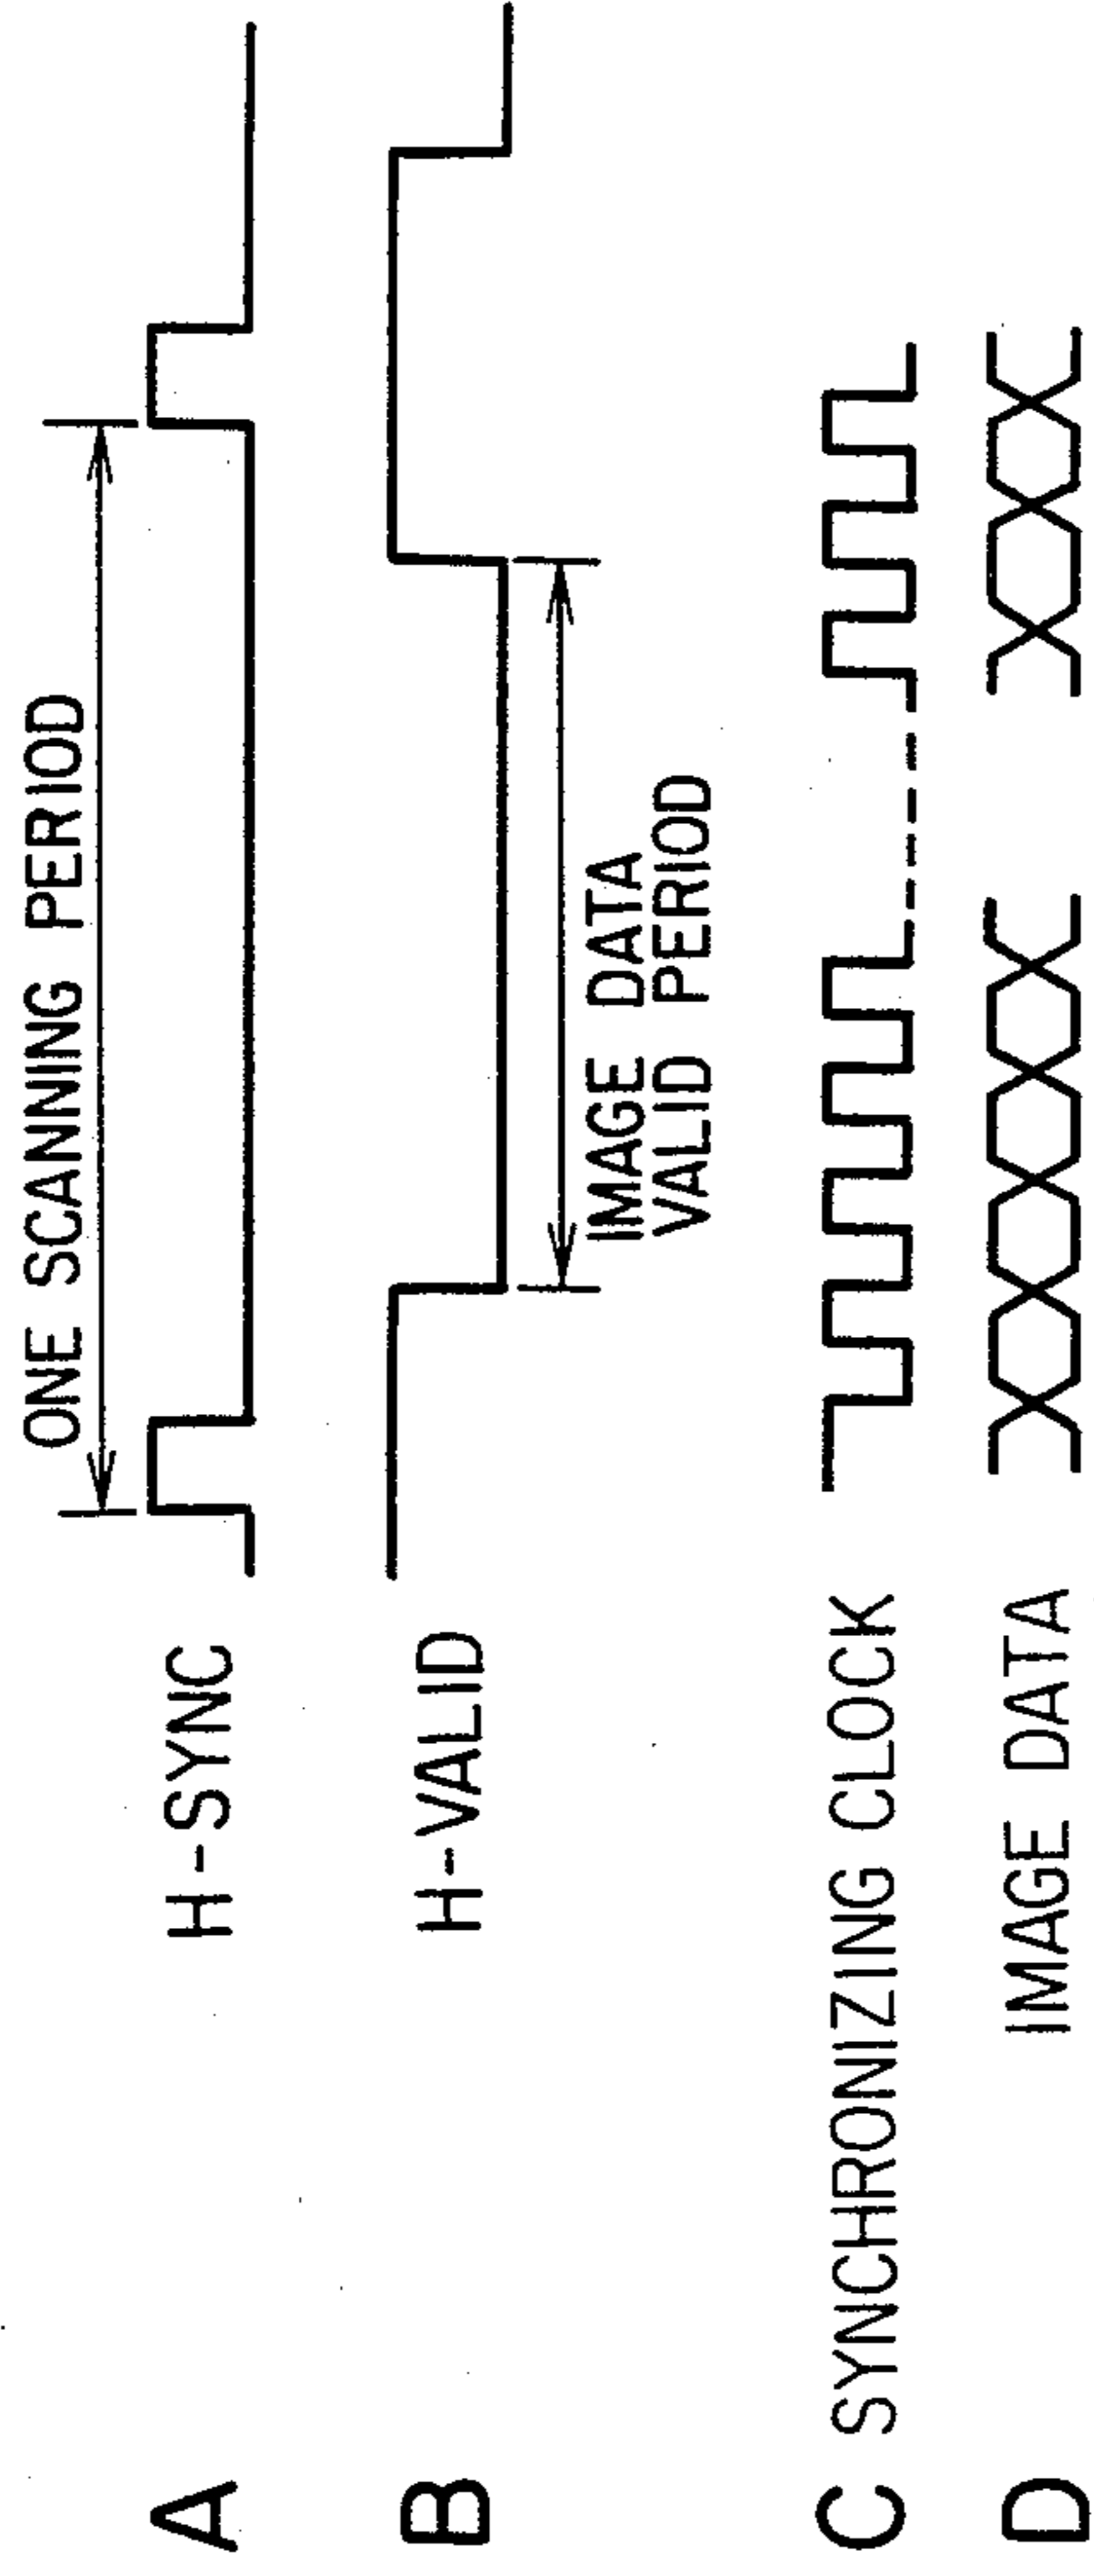 ONE SCANNING PERIOD
A H-SYNC
B H-VALID
IMAGE DATA
VALID PERIOD
C SYNCHRONIZING CLOCK
D IMAGE DATA